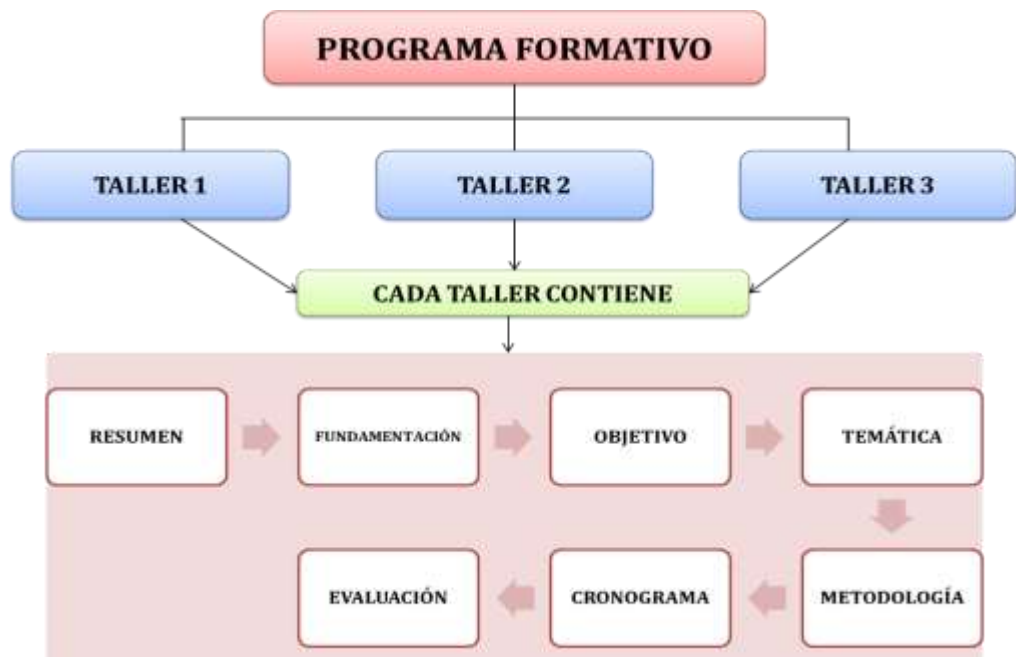 PROGRAMA FORMATIVO
TALLER 1
TALLER 2
TALLER 3
CADA TALLER CONTIENE
RESUMEN
FUNDAMENTACIÓN
OBJETIVO
TEMÁTICA
METODOLOGÍA
CRONOGRAMA
EVALUACIÓN